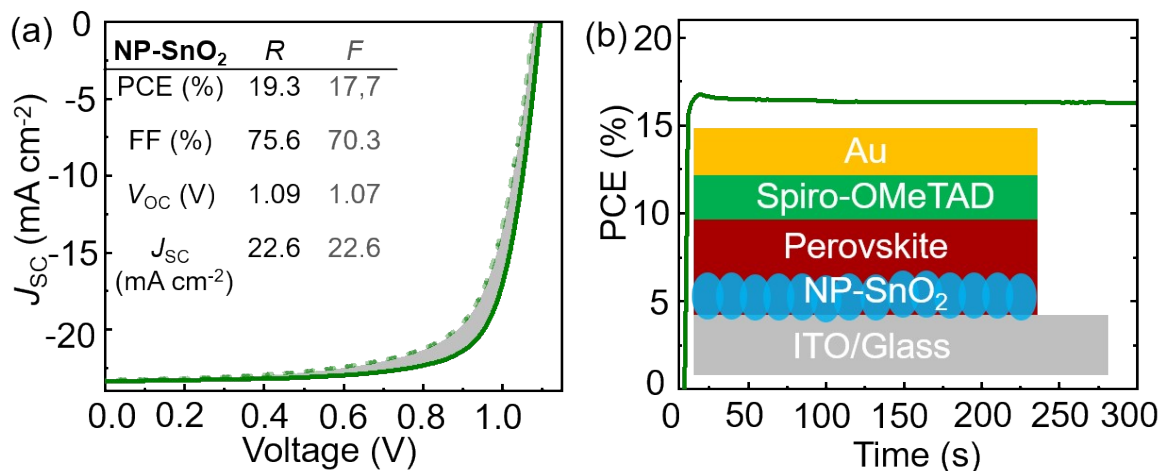 (a)
NP-SnO₂ R F
PCE (%) 19.3 17,7
FF (%) 75.6 70.3
V_OC (V) 1.09 1.07
J_SC 22.6 22.6
(mA cm⁻²)
0
-5
-10
-15
-20
J_SC (mA cm⁻²)
0.0 0.2 0.4 0.6 0.8 1.0
Voltage (V)
(b)
20
15
10
5
0
PCE (%)
Au
Spiro-OMeTAD
Perovskite
NP-SnO₂
ITO/Glass
0 50 100 150 200 250 300
Time (s)